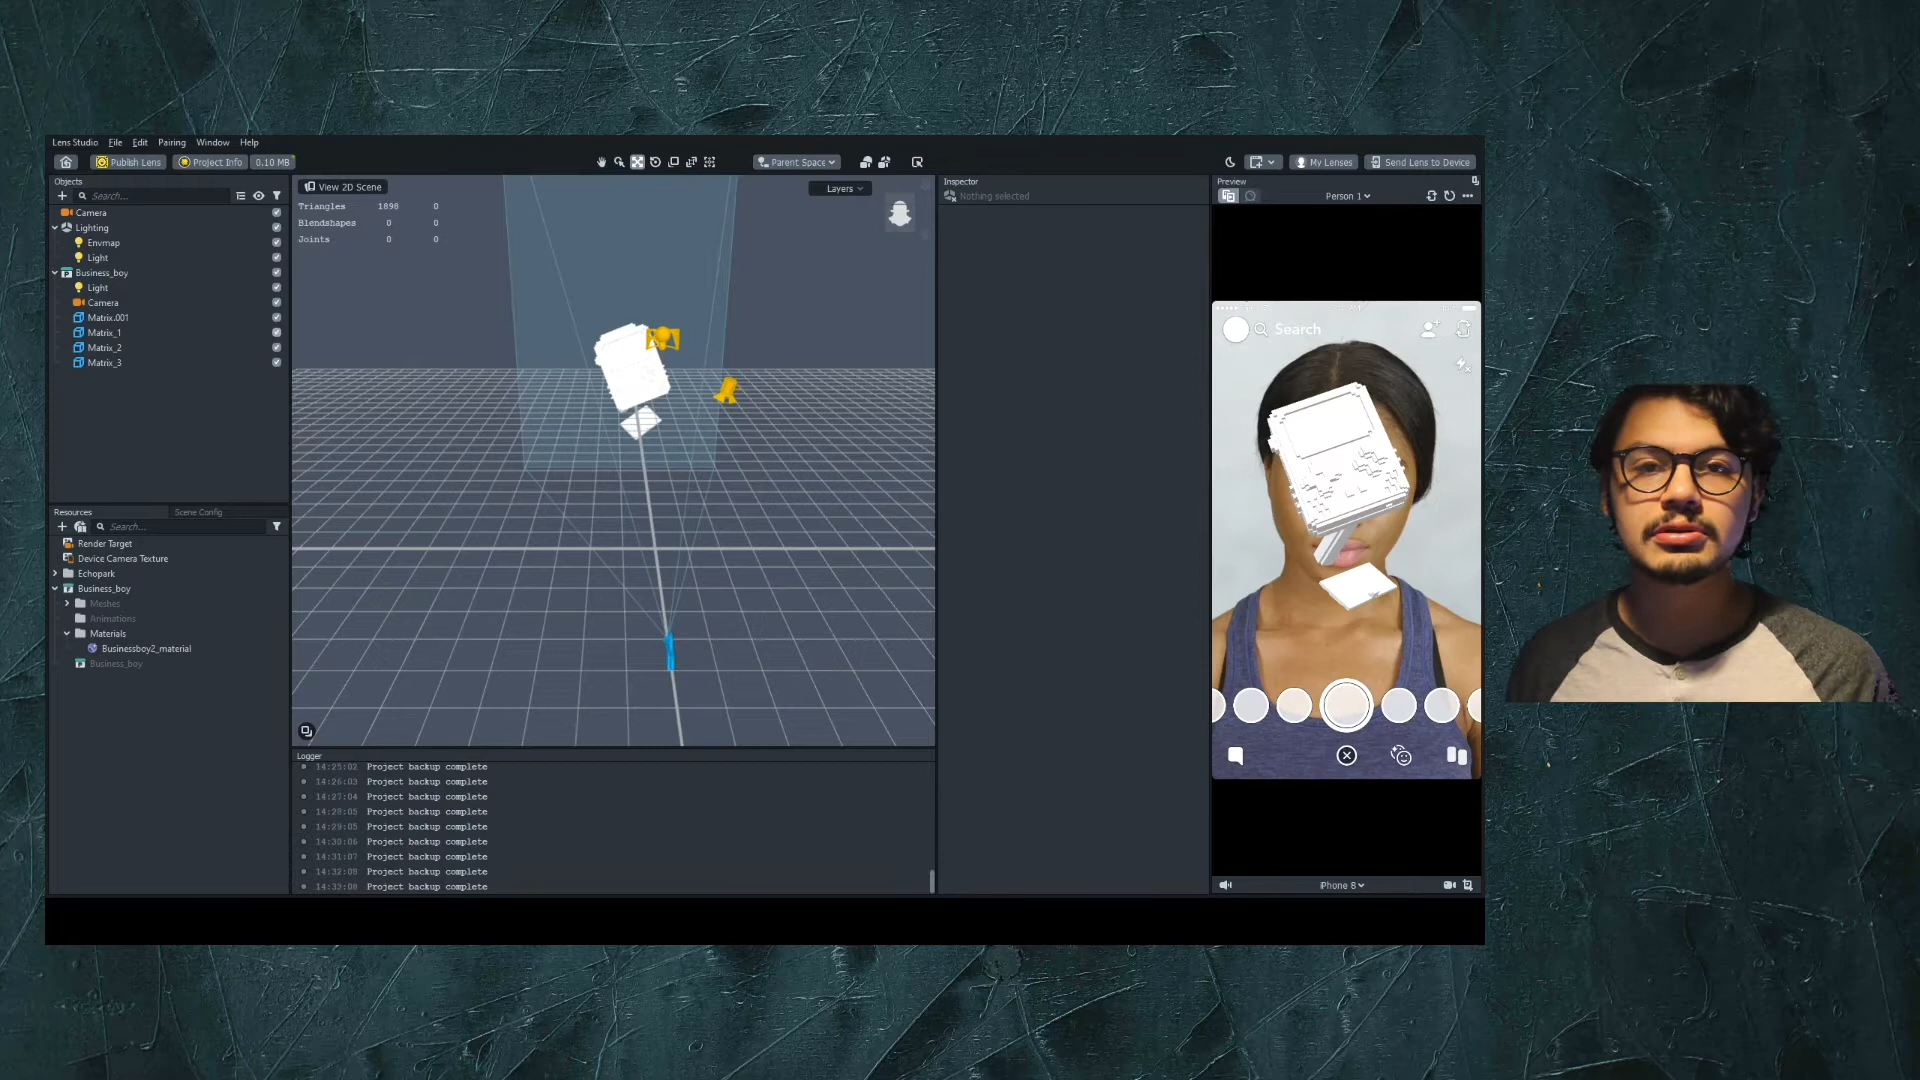 Lens Studio File Edit Pairing Window Help
Publish Lens Project Info 0.10 MB Parent Space My Lenses Send Lens to Device
Objects
Search...
Camera
Lighting
Envmap
Light
Business_boy
Light
Camera
Matrix.001
Matrix_1
Matrix_2
Matrix_3
Resources Scene Config
Search...
Render Target
Device Camera Texture
Echopark
Business_boy
Meshes
Animations
Materials
Businessboy2_material
Business_boy
View 2D Scene
Layers
Triangles 1898 0
Blendshapes 0 0
Joints 0 0
Logger
14:25:02 Project backup complete
14:26:03 Project backup complete
14:27:04 Project backup complete
14:28:05 Project backup complete
14:29:05 Project backup complete
14:30:06 Project backup complete
14:31:07 Project backup complete
14:32:08 Project backup complete
14:33:08 Project backup complete
Inspector
Nothing selected
Preview
Person 1
Search
iPhone 8